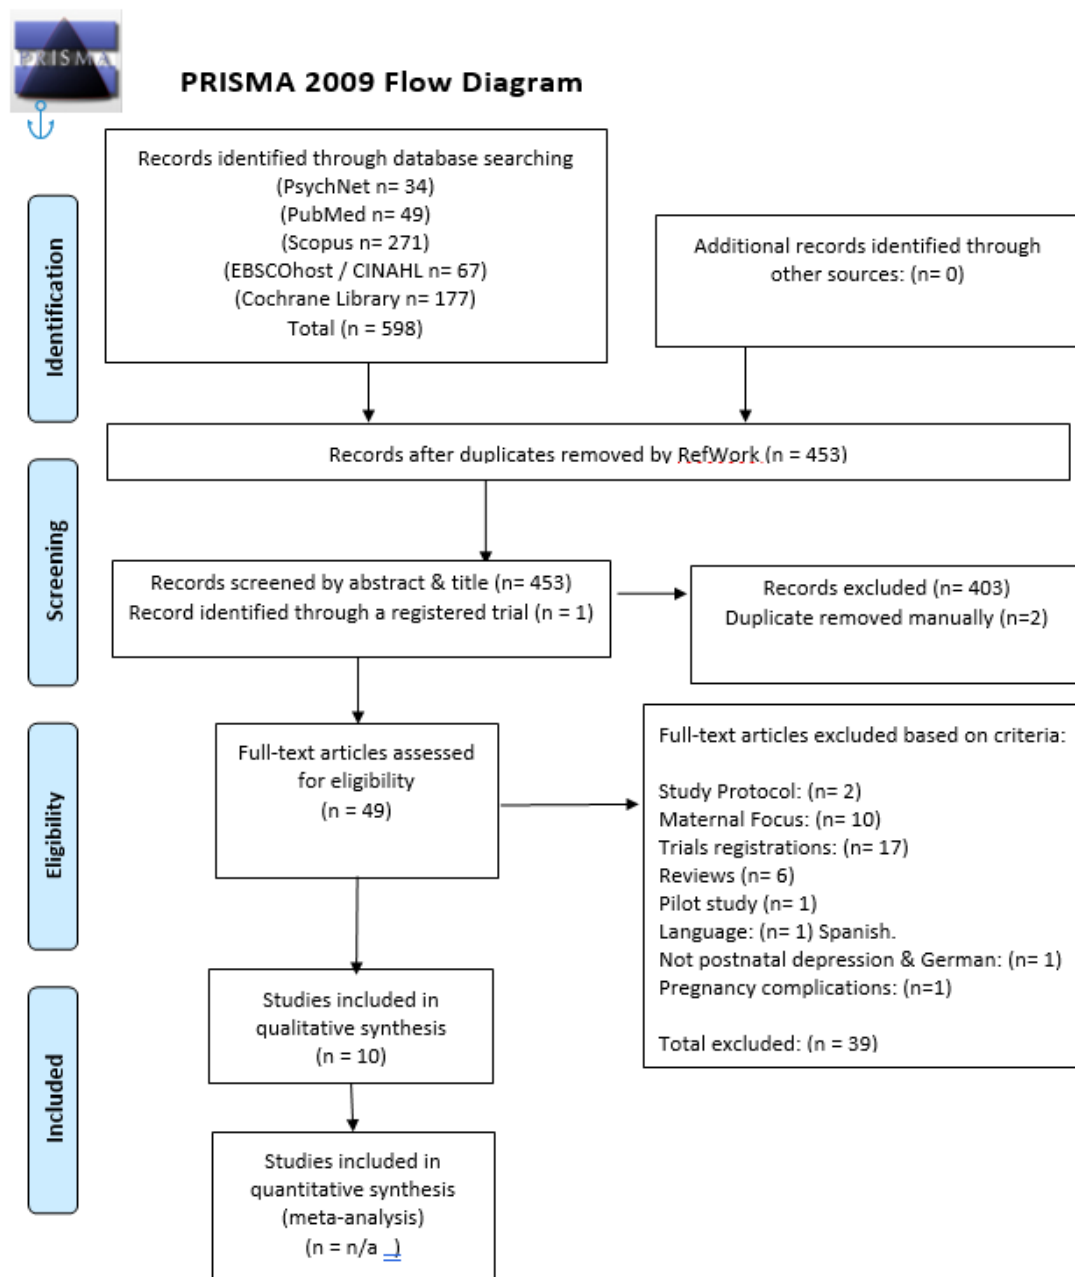 PRISMA
PRISMA 2009 Flow Diagram
Identification
Records identified through database searching
(PsychNet n= 34)
(PubMed n= 49)
(Scopus n= 271)
(EBSCOhost / CINAHL n= 67)
(Cochrane Library n= 177)
Total (n = 598)
Additional records identified through
other sources: (n= 0)
Records after duplicates removed by RefWork (n = 453)
Screening
Records screened by abstract & title (n= 453)
Record identified through a registered trial (n = 1)
Records excluded (n= 403)
Duplicate removed manually (n=2)
Eligibility
Full-text articles assessed
for eligibility
(n = 49)
Full-text articles excluded based on criteria:
Study Protocol: (n= 2)
Maternal Focus: (n= 10)
Trials registrations: (n= 17)
Reviews (n= 6)
Pilot study (n= 1)
Language: (n= 1) Spanish.
Not postnatal depression & German: (n= 1)
Pregnancy complications: (n=1)
Total excluded: (n = 39)
Included
Studies included in
qualitative synthesis
(n = 10)
Studies included in
quantitative synthesis
(meta-analysis)
(n = n/a )